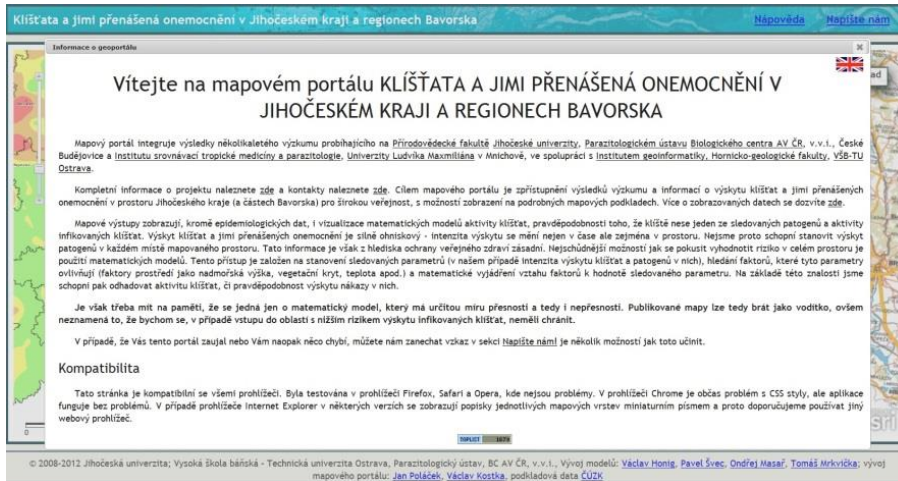 Klíšťata a jimi přenášená onemocnění v Jihočeském kraji a regionech Bavorska
Nápověda Napište nám
Informace o geoportálu
Vítejte na mapovém portálu KLÍŠŤATA A JIMI PŘENÁŠENÁ ONEMOCNĚNÍ V
JIHOČESKÉM KRAJI A REGIONECH BAVORSKA
Mapový portál integruje výsledky několikaletého výzkumu probíhajícího na Přírodovědecké fakultě Jihočeské univerzity, Parazitologickém ústavu Biologického centra AV ČR, v.v.i., České
Budějovice a Institutu srovnávací tropické medicíny a parazitologie, Univerzity Ludvíka Maxmiliána v Mnichově, ve spolupráci s Institutem geoinformatiky, Hornicko-geologické fakulty, VŠB-TU
Ostrava.
Kompletní informace o projektu naleznete zde a kontakty naleznete zde. Cílem mapového portálu je zpřístupnění výsledků výzkumu a informací o výskytu klíšťat a jimi přenášených
onemocnění v prostoru Jihočeského kraje (a částech Bavorska) pro širokou veřejnost, s možností zobrazení na podrobných mapových podkladech. Více o zobrazovaných datech se dozvíte zde.
Mapové výstupy zobrazují, kromě epidemiologických dat, i vizualizace matematických modelů aktivity klíšťat, pravděpodobnosti toho, že klíště nese jeden ze sledovaných patogenů a aktivity
infikovaných klíšťat. Výskyt klíšťat a jimi přenášených onemocnění je silně ohniskový - intenzita výskytu se mění nejen v čase ale zejména v prostoru. Nejsme proto schopní stanovit výskyt
patogenů v každém místě mapovaného prostoru. Tato informace je však z hlediska ochrany veřejného zdraví zásadní. Nejschůdnější možností jak se pokusit vyhodnotit riziko v celém prostoru je
použití matematických modelů. Tento přístup je založen na stanovení sledovaných parametrů (v našem případě intenzita výskytu klíšťat a patogenů v nich), hledání faktorů, které tyto parametry
ovlivňují (faktory prostředí jako nadmořská výška, vegetační kryt, teplota apod.) a matematické vyjádření vztahu faktorů k hodnotě sledovaného parametru. Na základě této znalosti jsme
schopni pak odhadovat aktivitu klíšťat, či pravděpodobnost výskytu nákazy v nich.
Je však třeba mít na paměti, že se jedná jen o matematický model, který má určitou míru přesnosti a tedy i nepřesnosti. Publikované mapy lze tedy brát jako vodítko, ovšem
neznamená to, že bychom se, v případě vstupu do oblasti s nižším rizikem výskytu infikovaných klíšťat, neměli chránit.
V případě, že Vás tento portál zaujal nebo Vám naopak něco chybí, můžete nám zanechat vzkaz v sekci Napište nám! je několik možností jak toto učinit.
Kompatibilita
Tato stránka je kompatibilní se všemi prohlížeči. Byla testována v prohlížeči Firefox, Safari a Opera, kde nejsou problémy. V prohlížeči Chrome je občas problém s CSS styly, ale aplikace
funguje bez problémů. V případě prohlížeče Internet Explorer v některých verzích se zobrazují popisky jednotlivých mapových vrstev miniaturním písmem a proto doporučujeme používat jiný
webový prohlížeč.
TOPLIST
© 2008-2012 Jihočeská univerzita; Vysoká škola báňská - Technická univerzita Ostrava, Parazitologický ústav, BC AV ČR, v.v.i., Vývoj modelů: Václav Honig, Pavel Švec, Ondřej Masař, Tomáš Mrkvička; vývoj
mapového portálu: Jan Poláček, Václav Kostka, podkladová data ČÚZK